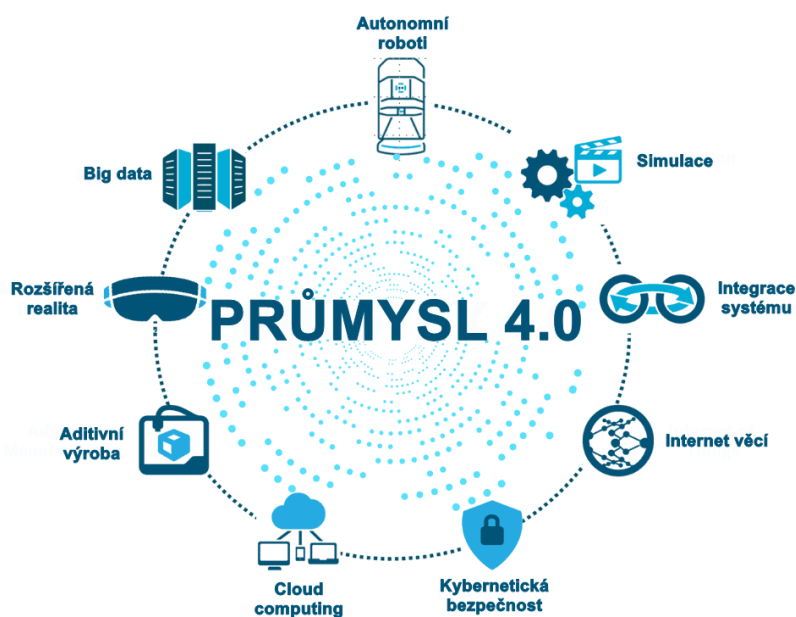 Autonomní
roboti
Simulace
Big data
Rozšířená
realita
PRŮMYSL 4.0
Integrace
systému
Aditivní
výroba
Internet věcí
Cloud
computing
Kybernetická
bezpečnost